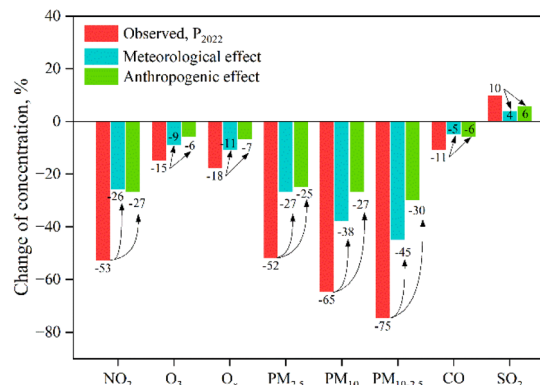 40
20
0
−20
−40
−60
−80
Change of concentration, %
Observed, P2022
Meteorological effect
Anthropogenic effect
-53 -26 -27
-15 -9 -6
-18 -11 -7
-52 -27 -25
-65 -38 -27
-75 -45 -30
-11 -5 -6
10 4 6
NO2 O3 Ox PM2.5 PM10 PM10-2.5 CO SO2